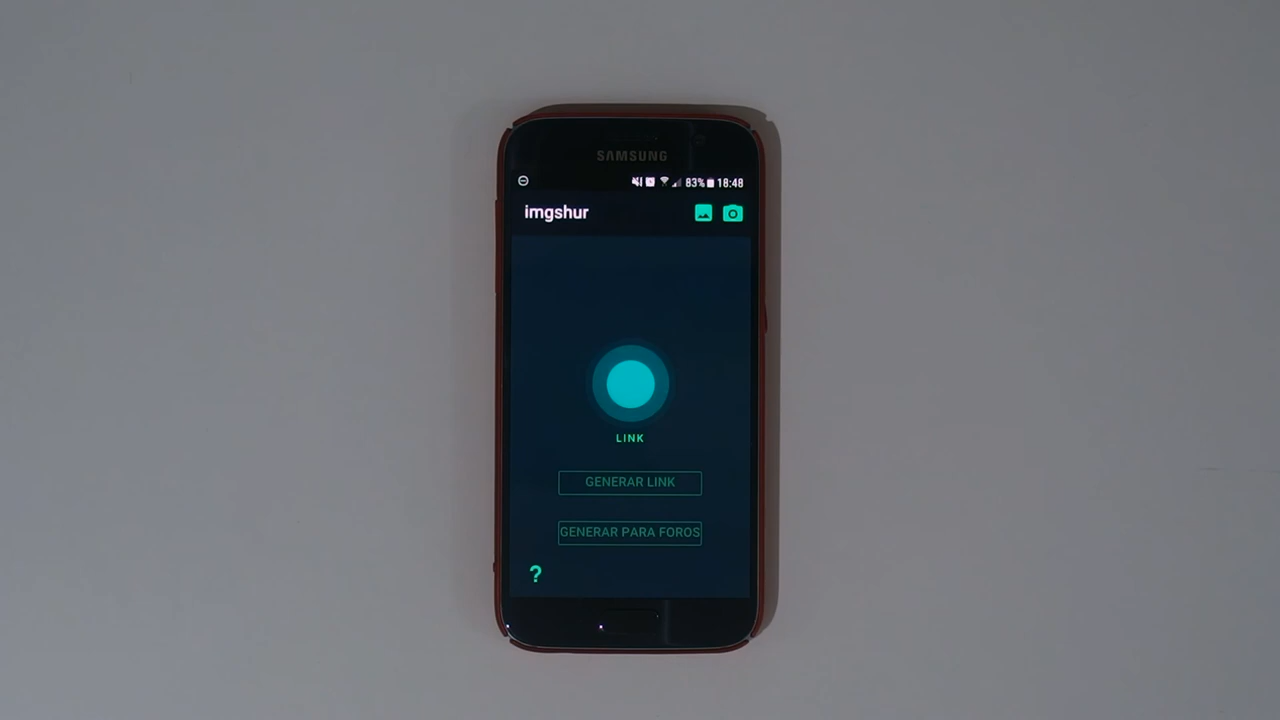 SAMSUNG
83% 18:48
imgshur
LINK
GENERAR LINK
GENERAR PARA FOROS
?